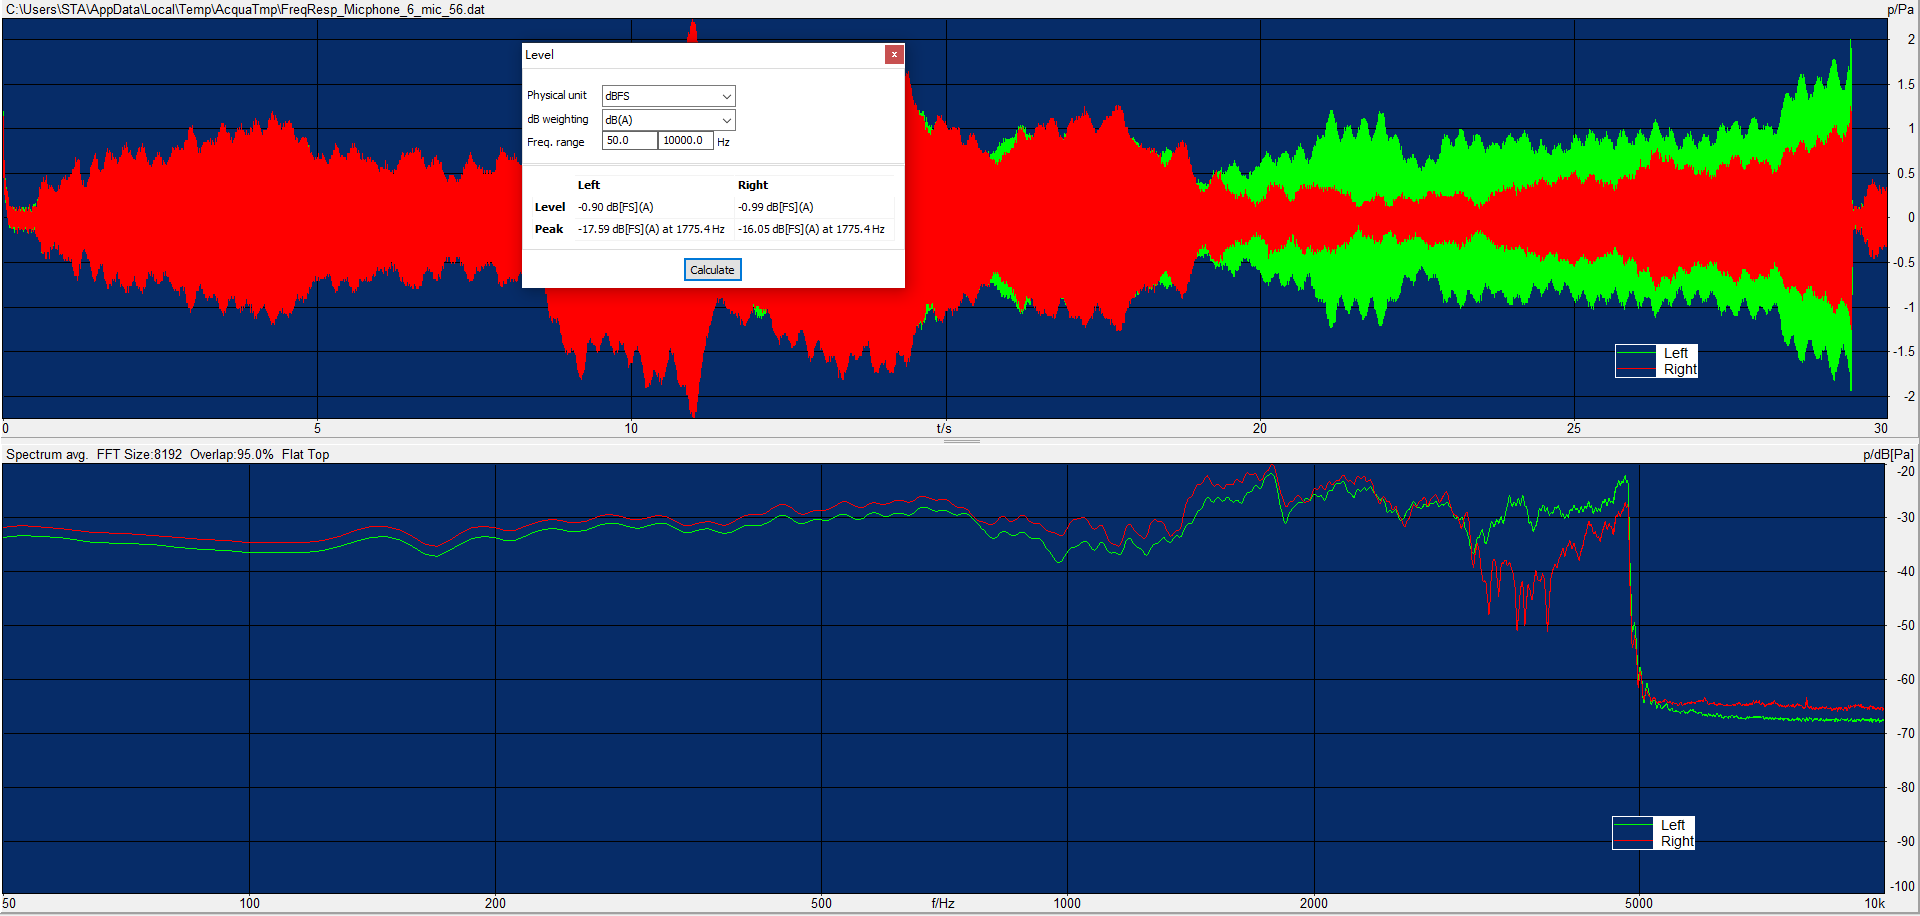 C:\Users\STA\AppData\Local\Temp\AcquaTmp\FreqResp_Micphone_6_mic_56.dat
p/Pa
Level
x
Physical unit dBFS
dB weighting dB(A)
Freq. range 50.0 10000.0 Hz
Left Right
Level -0.90 dB[FS](A) -0.99 dB[FS](A)
Peak -17.59 dB[FS](A) at 1775.4 Hz -16.05 dB[FS](A) at 1775.4 Hz
Calculate
2
1.5
1
0.5
0
-0.5
-1
-1.5
-2
Left
Right
0 5 10 t/s 20 25 30
Spectrum avg. FFT Size:8192 Overlap:95.0% Flat Top
p/dB[Pa]
-20
-30
-40
-50
-60
-70
-80
-90
-100
Left
Right
50 100 200 500 f/Hz 1000 2000 5000 10k